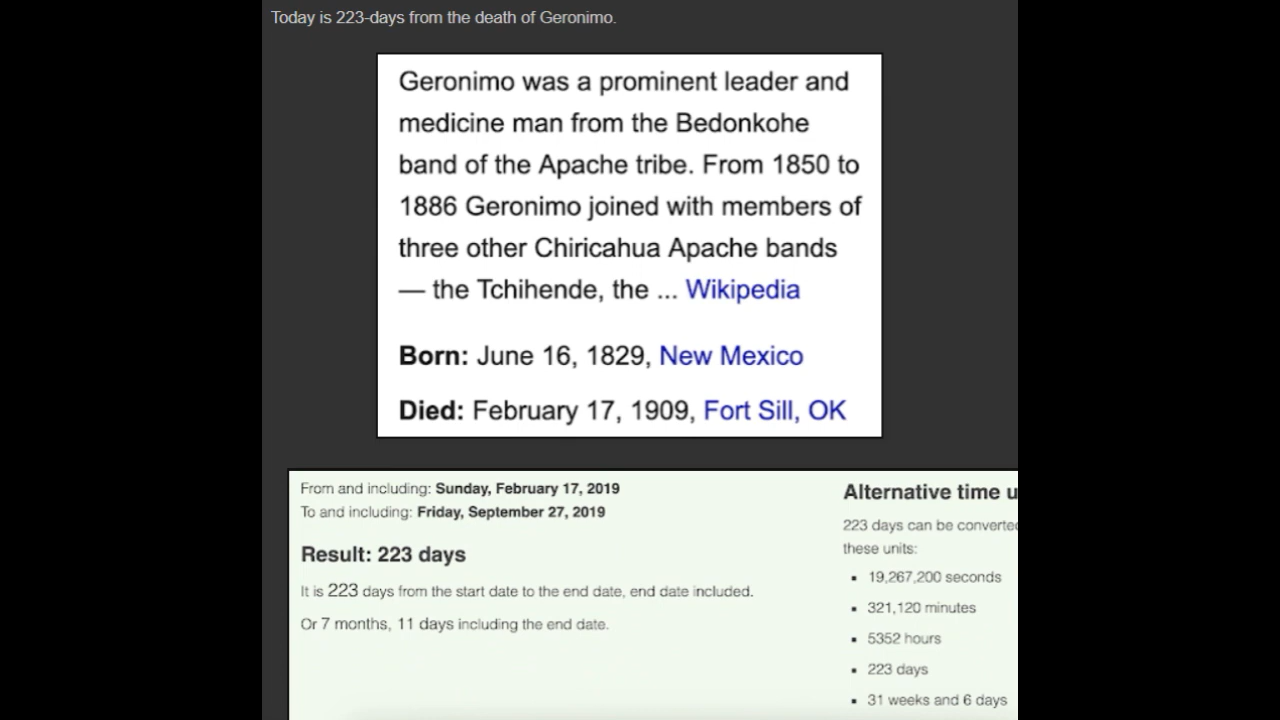 Today is 223-days from the death of Geronimo.
Geronimo was a prominent leader and
medicine man from the Bedonkohe
band of the Apache tribe. From 1850 to
1886 Geronimo joined with members of
three other Chiricahua Apache bands
— the Tchihende, the ... Wikipedia
Born: June 16, 1829, New Mexico
Died: February 17, 1909, Fort Sill, OK
From and including: Sunday, February 17, 2019
To and including: Friday, September 27, 2019
Result: 223 days
It is 223 days from the start date to the end date, end date included.
Or 7 months, 11 days including the end date.
Alternative time u
223 days can be converte
these units:
▪ 19,267,200 seconds
▪ 321,120 minutes
▪ 5352 hours
▪ 223 days
▪ 31 weeks and 6 days